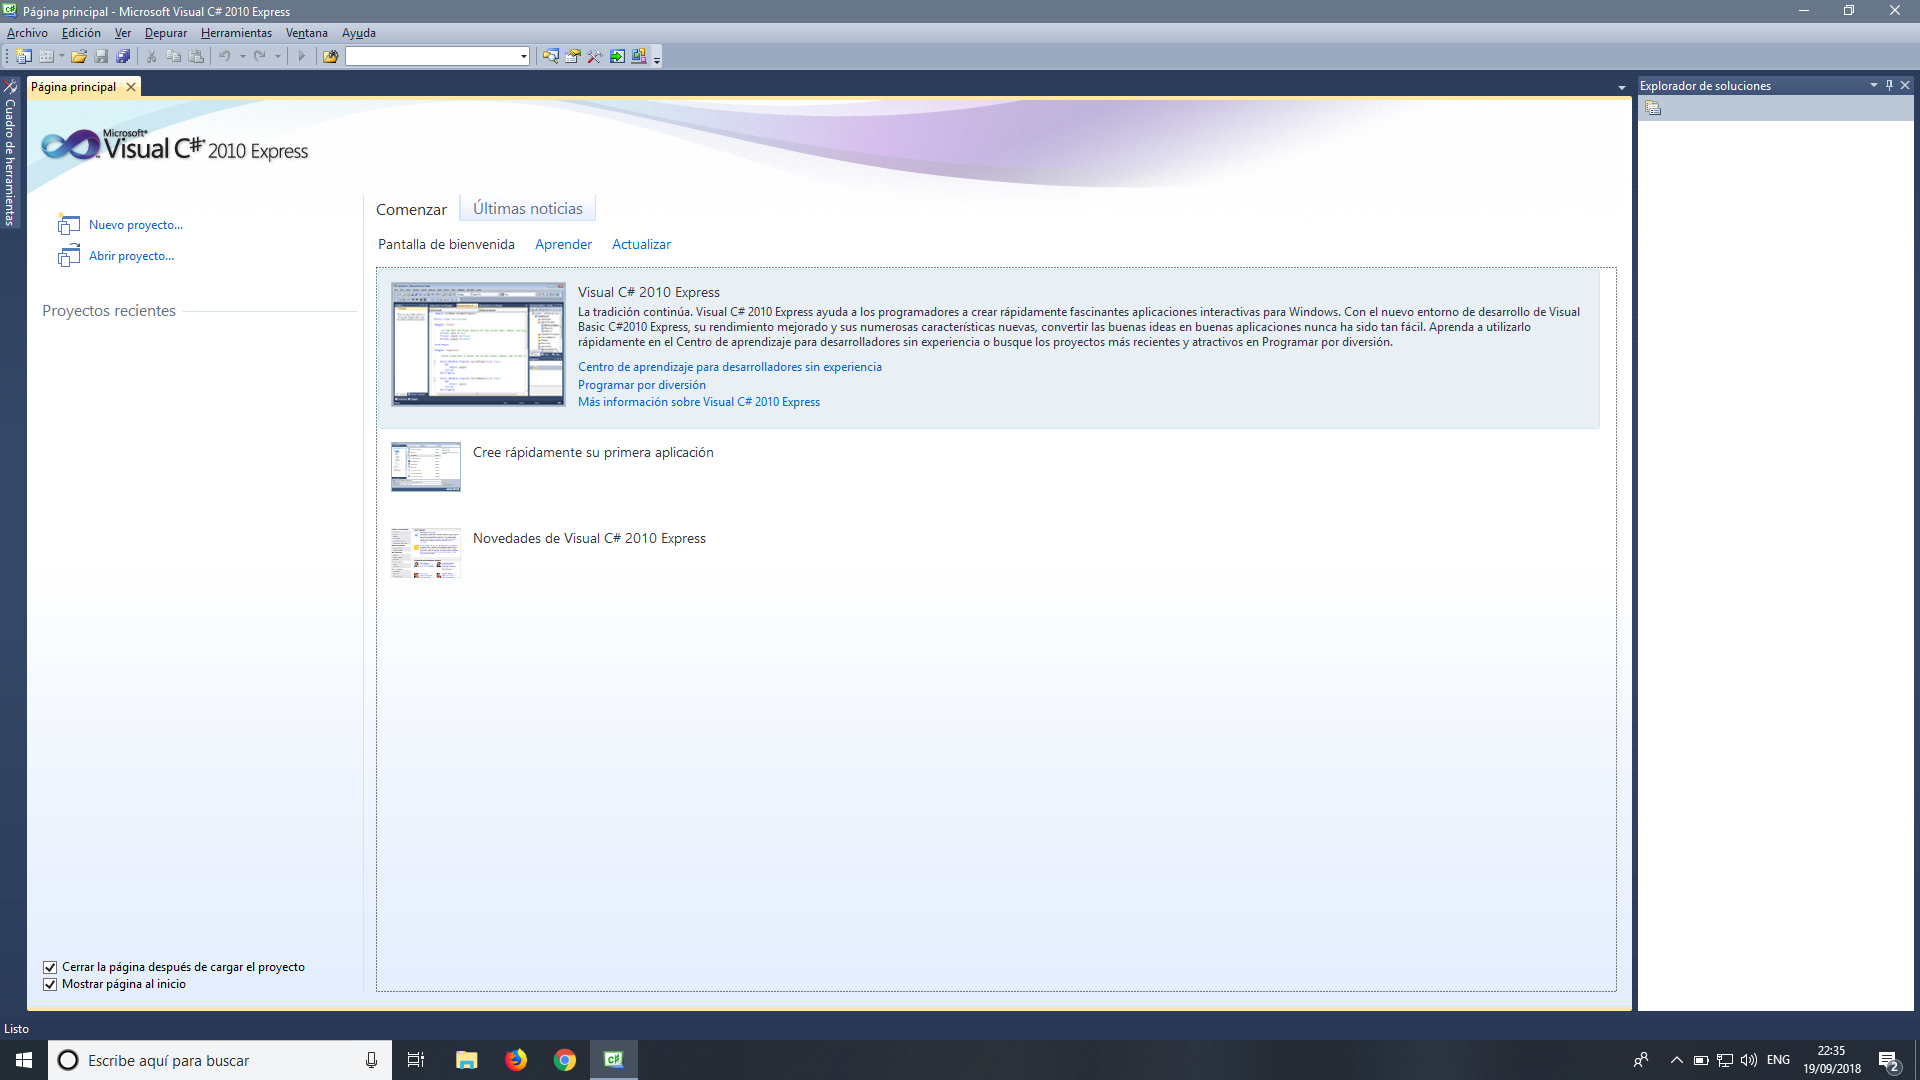 Página principal - Microsoft Visual C# 2010 Express
Archivo Edición Ver Depurar Herramientas Ventana Ayuda
Cuadro de herramientas
Página principal
Explorador de soluciones
Microsoft®
Visual C#® 2010 Express
Nuevo proyecto...
Abrir proyecto...
Proyectos recientes
Comenzar Últimas noticias
Pantalla de bienvenida Aprender Actualizar
Visual C# 2010 Express
La tradición continúa. Visual C# 2010 Express ayuda a los programadores a crear rápidamente fascinantes aplicaciones interactivas para Windows. Con el nuevo entorno de desarrollo de Visual
Basic C#2010 Express, su rendimiento mejorado y sus numerosas características nuevas, convertir las buenas ideas en buenas aplicaciones nunca ha sido tan fácil. Aprenda a utilizarlo
rápidamente en el Centro de aprendizaje para desarrolladores sin experiencia o busque los proyectos más recientes y atractivos en Programar por diversión.
Centro de aprendizaje para desarrolladores sin experiencia
Programar por diversión
Más información sobre Visual C# 2010 Express
Cree rápidamente su primera aplicación
Novedades de Visual C# 2010 Express
Cerrar la página después de cargar el proyecto
Mostrar página al inicio
Listo
Escribe aquí para buscar
C#
ENG
22:35
19/09/2018
2